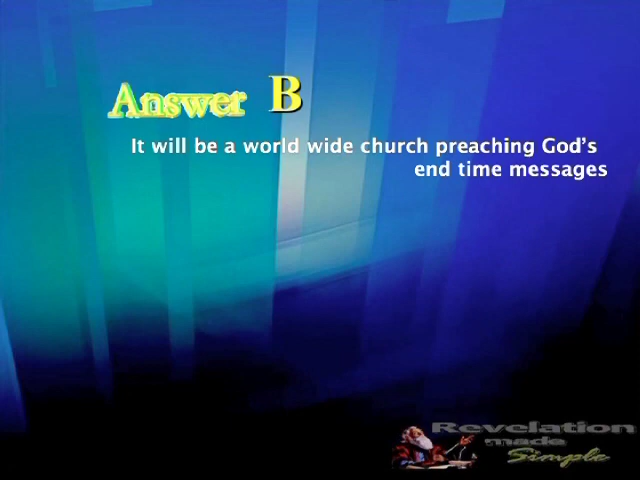 Answer B
It will be a world wide church preaching God's
end time messages
Revelation
made
Simple